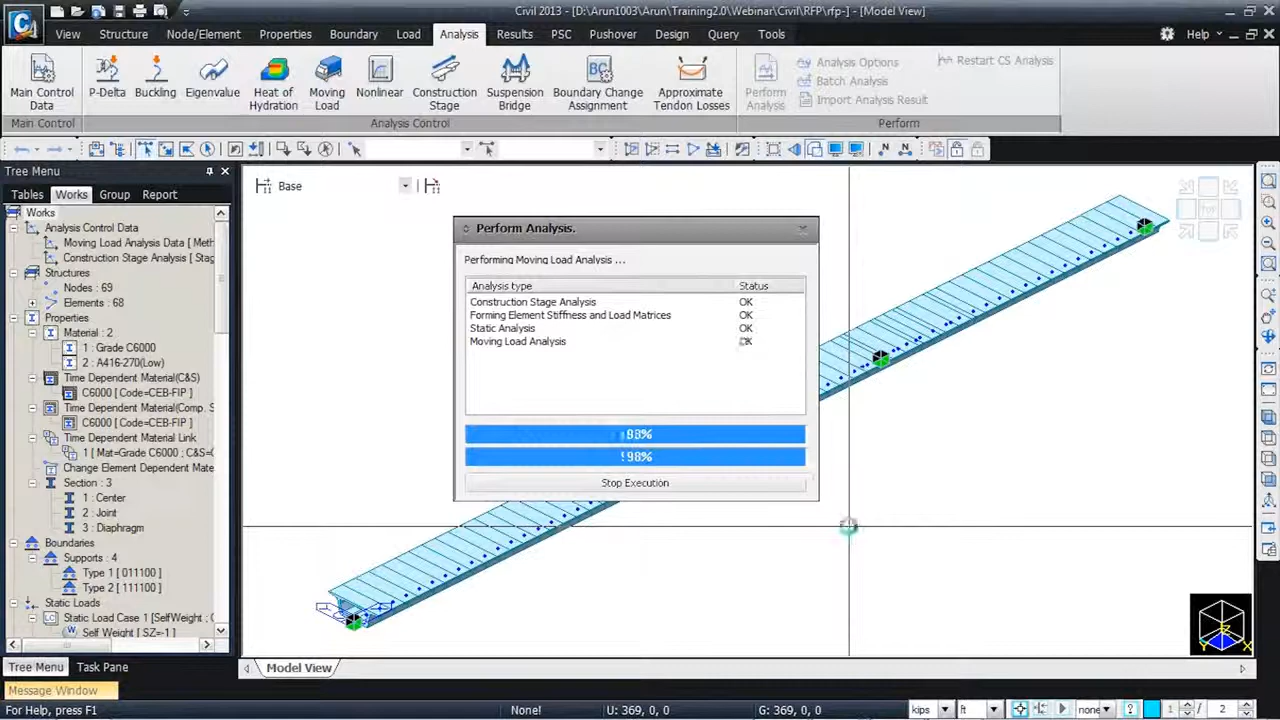 Civil 2013 - [D:\Arun1003\Arun\Training2.0\Webinar\Civil\RFP\rfp-] - [Model View]
View Structure Node/Element Properties Boundary Load Analysis Results PSC Pushover Design Query Tools Help
Main Control Data
P-Delta
Buckling
Eigenvalue
Heat of Hydration
Moving Load
Nonlinear
Construction Stage
Suspension Bridge
Boundary Change Assignment
Approximate Tendon Losses
Perform Analysis
Analysis Options
Batch Analysis
Import Analysis Result
Restart CS Analysis
Main Control Analysis Control Perform
Tree Menu
Base
Tables Works Group Report
Works
Analysis Control Data
Moving Load Analysis Data [ Meth
Construction Stage Analysis [ Stag
Structures
Nodes : 69
Elements : 68
Properties
Material : 2
1 : Grade C6000
2 : A416-270(Low)
Time Dependent Material(C&S)
C6000 [ Code=CEB-FIP ]
Time Dependent Material(Comp. S
C6000 [ Code=CEB-FIP ]
Time Dependent Material Link
1 [ Mat=Grade C6000 ; C&S=C
Change Element Dependent Mate
Section : 3
1 : Center
2 : Joint
3 : Diaphragm
Boundaries
Supports : 4
Type 1 [ 011100 ]
Type 2 [ 111100 ]
Static Loads
Static Load Case 1 [SelfWeight ;
Self Weight [ SZ=-1 ]
Perform Analysis.
Performing Moving Load Analysis ...
Analysis type Status
Construction Stage Analysis OK
Forming Element Stiffness and Load Matrices OK
Static Analysis OK
Moving Load Analysis OK
98%
98%
Stop Execution
Tree Menu Task Pane
Model View
Message Window
For Help, press F1 None! U: 369, 0, 0 G: 369, 0, 0 kips ft none 1 / 2